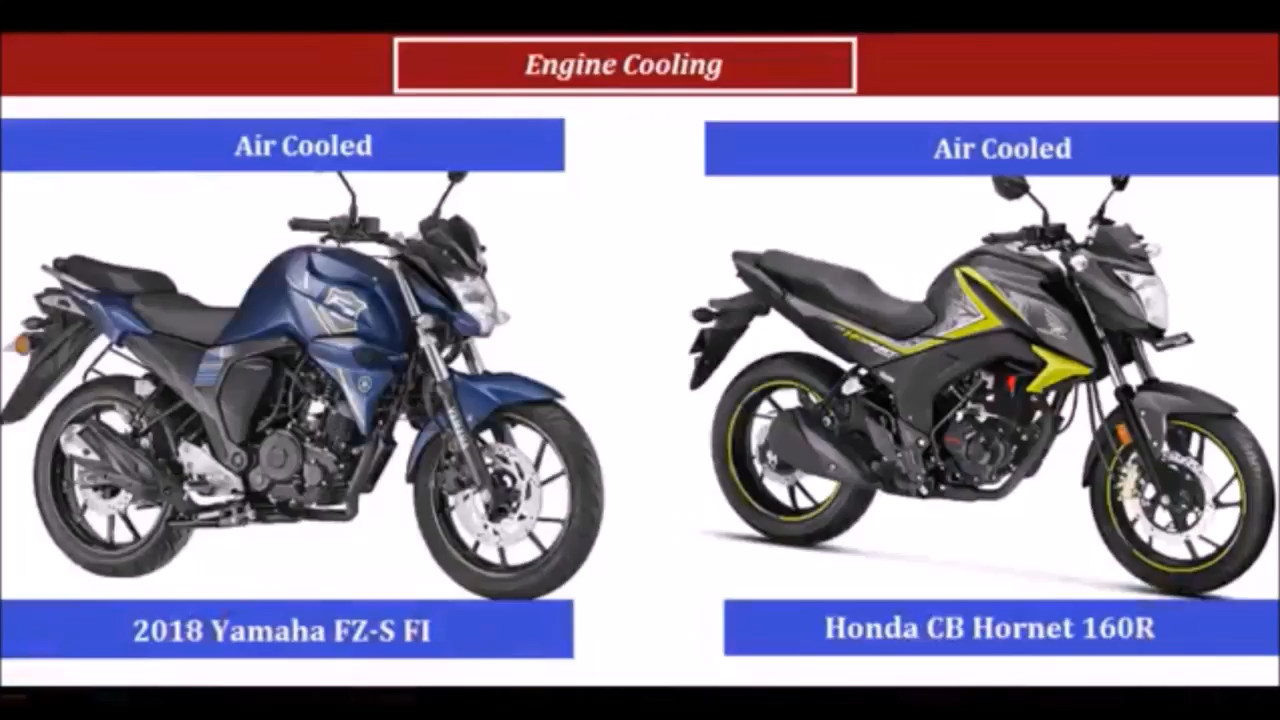 Engine Cooling
Air Cooled
Air Cooled
2018 Yamaha FZ-S FI
Honda CB Hornet 160R